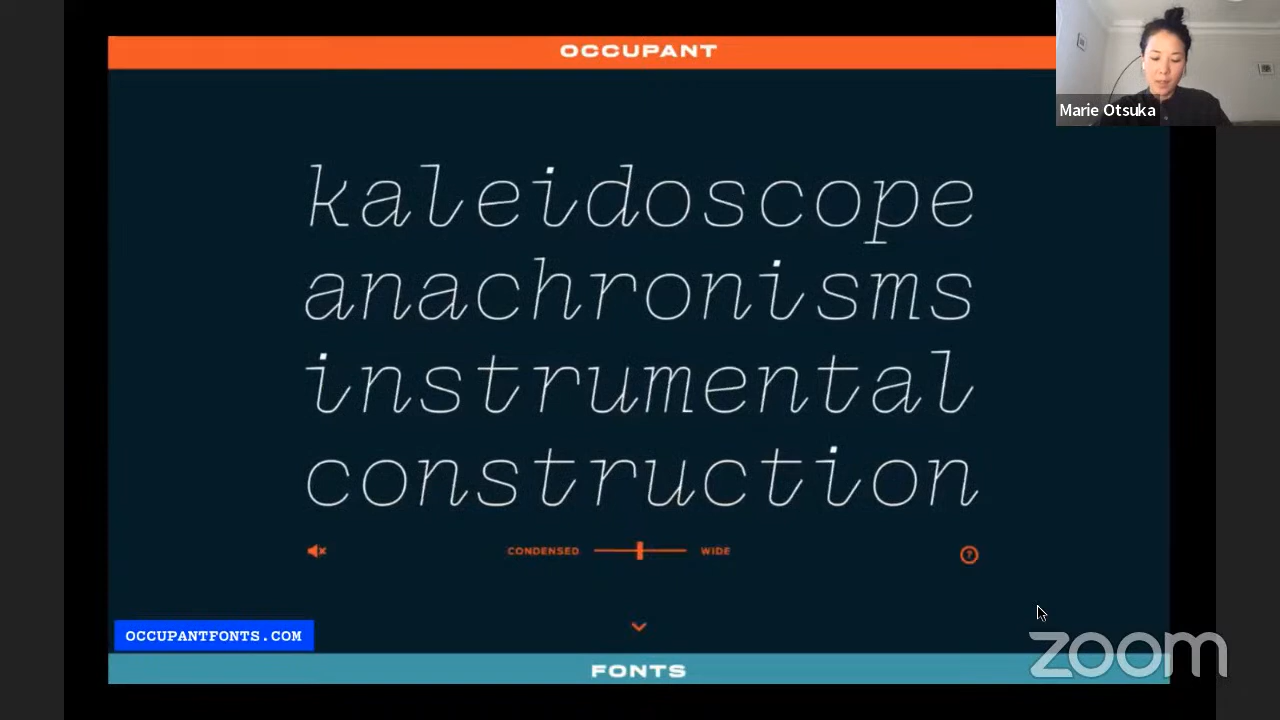 OCCUPANT
Marie Otsuka
kaleidoscope
anachronisms
instrumental
construction
CONDENSED WIDE
?
OCCUPANTFONTS.COM
zoom
FONTS